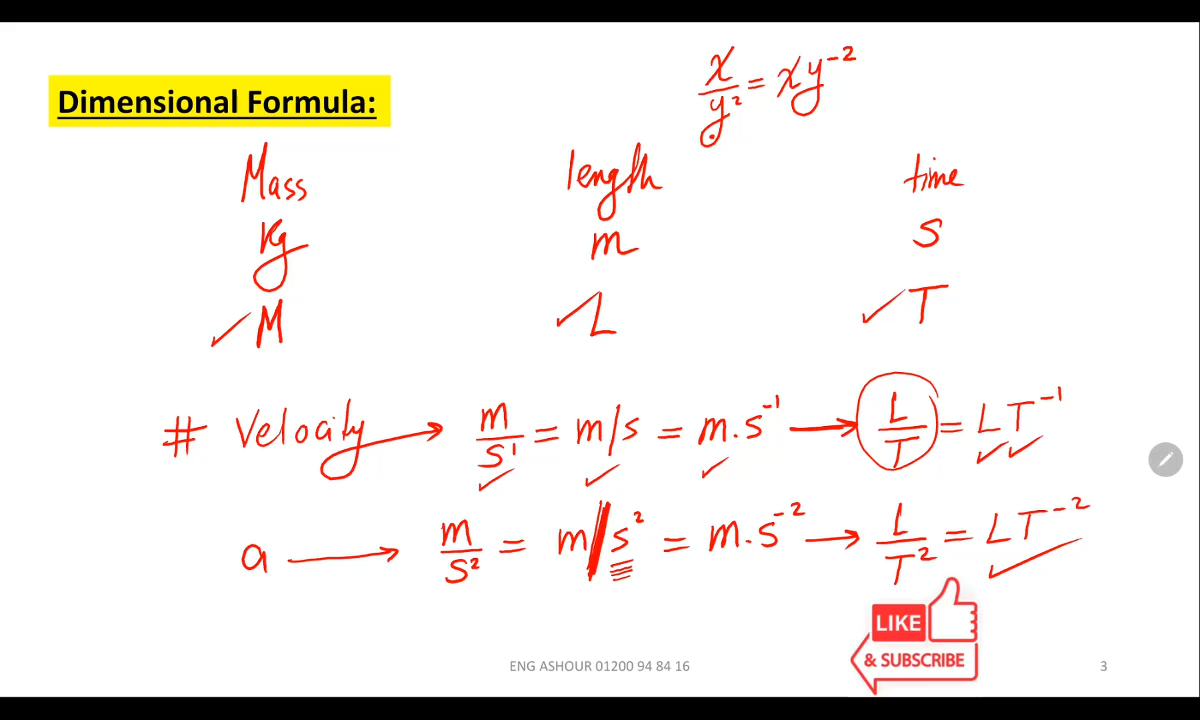 x/y² = xy⁻²
Dimensional Formula:
Mass length time
Kg m s
✓M ✓L ✓T
# Velocity → m/s¹ = m/s = m.s⁻¹ → L/T = LT⁻¹
a → m/s² = m/s² = m.s⁻² → L/T² = LT⁻²
LIKE
& SUBSCRIBE
ENG ASHOUR 01200 94 84 16 3